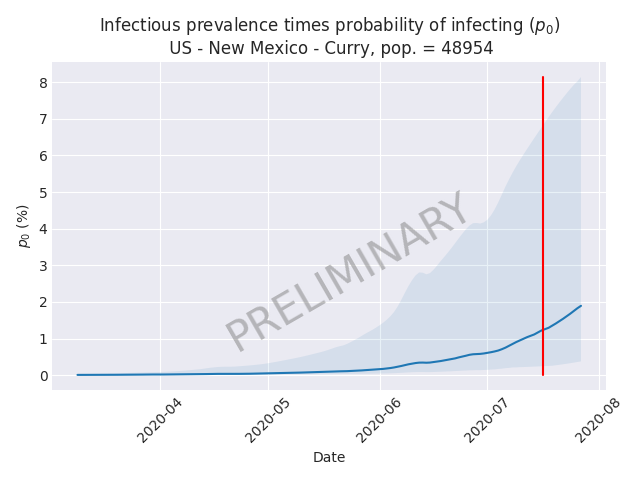 Infectious prevalence times probability of infecting (p₀)
US - New Mexico - Curry, pop. = 48954
8
7
6
5
4
3
2
1
0
p₀ (%)
PRELIMINARY
2020-04
2020-05
2020-06
2020-07
2020-08
Date